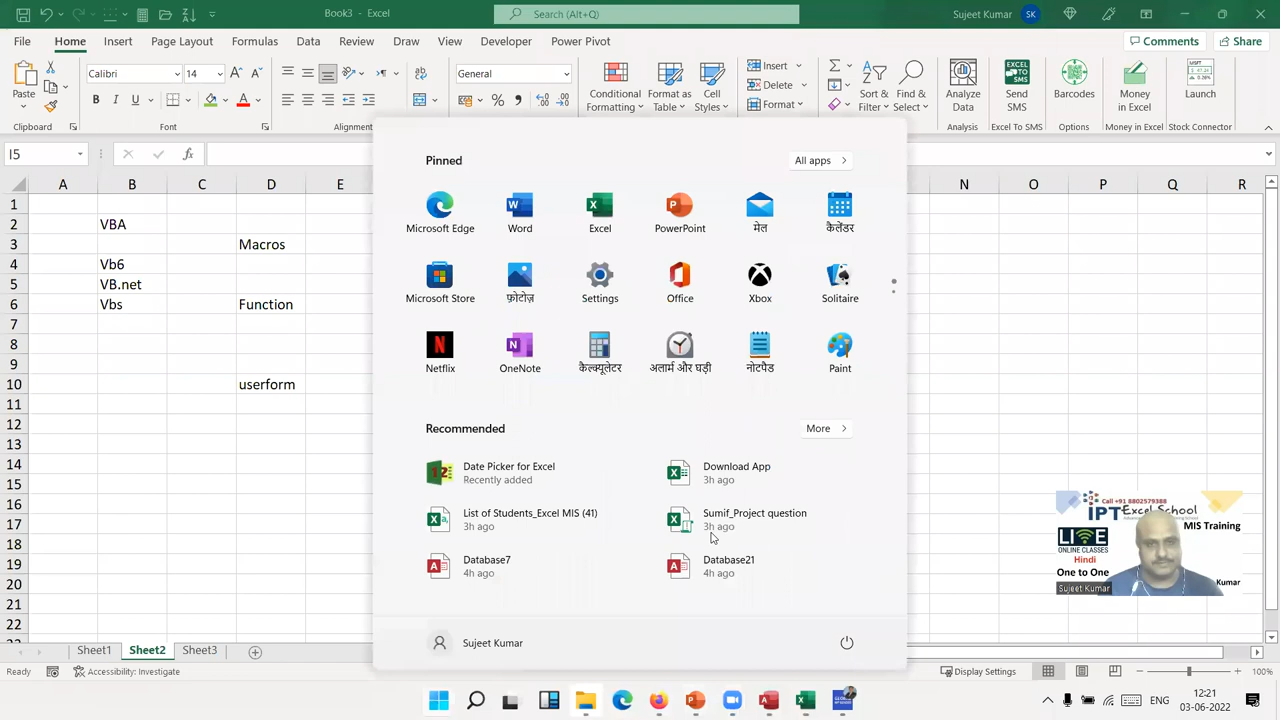 Book3 - Excel
Search (Alt+Q)
Sujeet Kumar
SK
File Home Insert Page Layout Formulas Data Review View Draw Developer Power Pivot
Comments Share
Paste
Calibri 14
General
Conditional Formatting
Format as Table
Cell Styles
Insert
Delete
Format
Sort & Filter
Find & Select
Analyze Data
Send SMS
Barcodes
Money in Excel
Launch
Clipboard Font Alignment Analysis Excel To SMS Options Money in Excel Stock Connector
I5
A B C D E N O P Q R
1
2 VBA
3 Macros
4 Vb6
5 VB.net
6 Vbs Function
7
8
9
10 userform
11
12
13
14
15
16
17
18
19
20
21
22
Pinned All apps
Microsoft Edge Word Excel PowerPoint मेल कैलेंडर
Microsoft Store फ़ोटोज़ Settings Office Xbox Solitaire
Netflix OneNote कैल्क्यूलेटर अलार्म और घड़ी नोटपैड Paint
Recommended More
Date Picker for Excel
Recently added
Download App
3h ago
List of Students_Excel MIS (41)
3h ago
Sumif_Project question
3h ago
Database7
4h ago
Database21
4h ago
Sujeet Kumar
Call +91 8802579388
IPT Excel School
MIS Training
LIVE
ONLINE CLASSES
Hindi
One to One
Sujeet Kumar
Kumar
Sheet1 Sheet2 Sheet3
Ready Accessibility: Investigate Display Settings 100%
ENG
12:21
03-06-2022